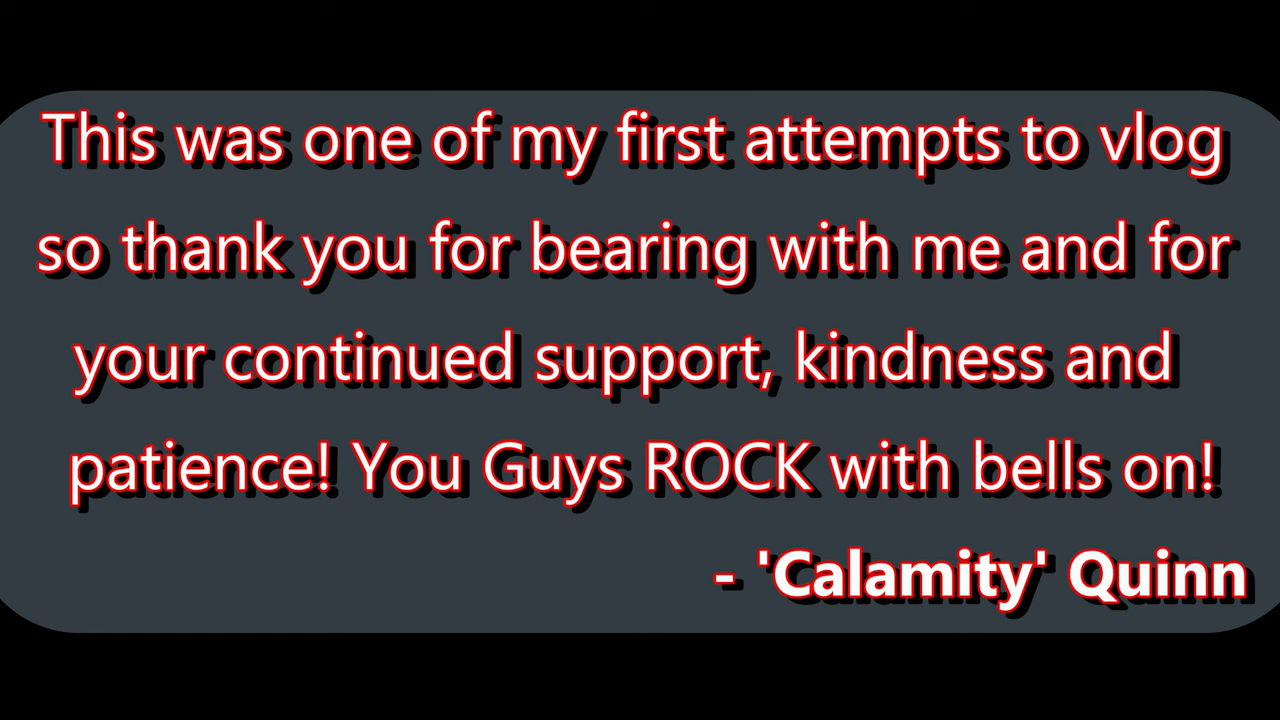 This was one of my first attempts to vlog
so thank you for bearing with me and for
your continued support, kindness and
patience! You Guys ROCK with bells on!
- 'Calamity' Quinn